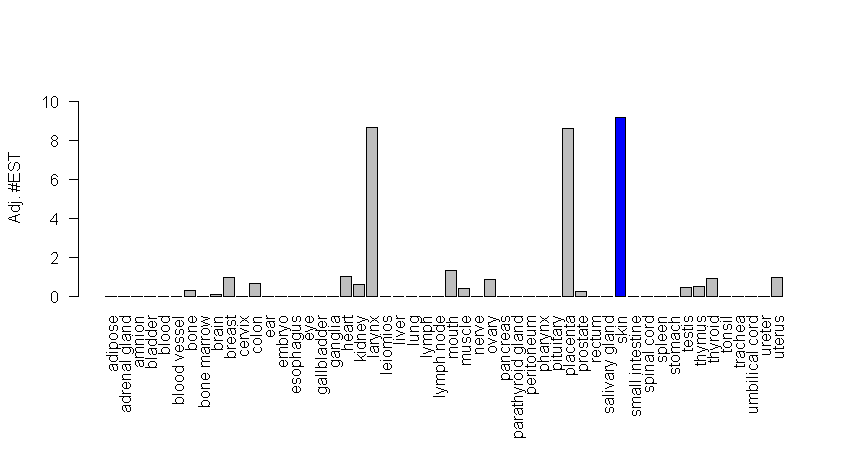 10
8
6
4
2
0
Adj. #EST
adipose
adrenal gland
amnion
bladder
blood
blood vessel
bone
bone marrow
brain
breast
cervix
colon
ear
embryo
esophagus
eye
gallbladder
ganglia
heart
kidney
larynx
leiomios
liver
lung
lymph
lymph node
mouth
muscle
nerve
ovary
pancreas
parathyroid gland
peritoneum
pharynx
pituitary
placenta
prostate
rectum
salivary gland
skin
small intestine
spinal cord
spleen
stomach
testis
thymus
thyroid
tonsil
trachea
umbilical cord
ureter
uterus